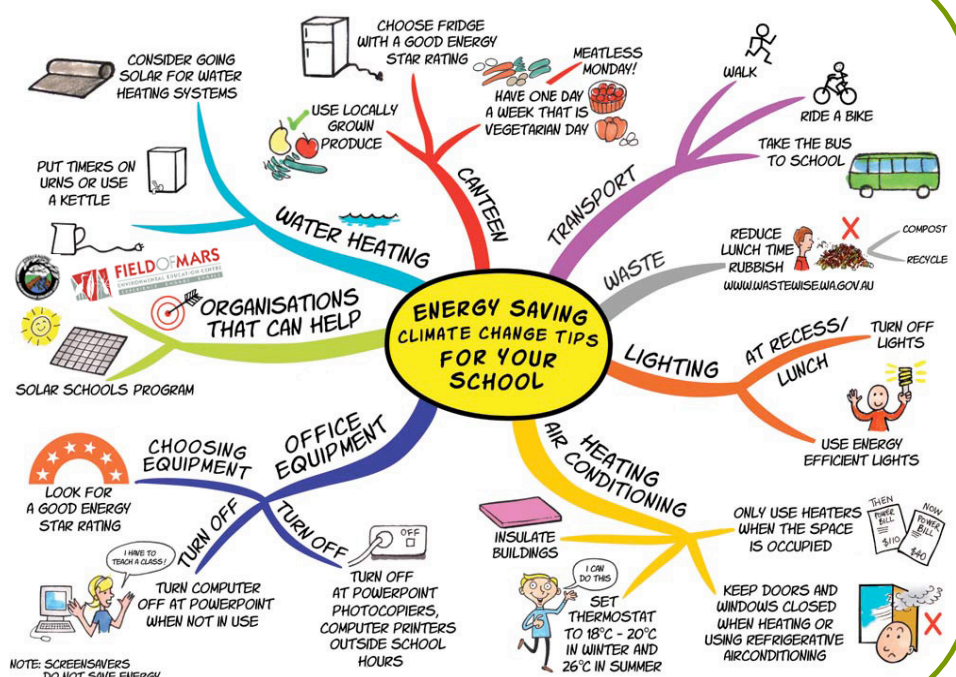 ENERGY SAVING
CLIMATE CHANGE TIPS
FOR YOUR
SCHOOL
CANTEEN
CHOOSE FRIDGE
WITH A GOOD ENERGY
STAR RATING
USE LOCALLY
GROWN
PRODUCE
MEATLESS
MONDAY!
HAVE ONE DAY
A WEEK THAT IS
VEGETARIAN DAY
TRANSPORT
WALK
RIDE A BIKE
TAKE THE BUS
TO SCHOOL
WASTE
REDUCE
LUNCH TIME
RUBBISH
WWW.WASTEWISE.WA.GOV.AU
COMPOST
RECYCLE
LIGHTING
AT RECESS/
LUNCH
TURN OFF
LIGHTS
USE ENERGY
EFFICIENT LIGHTS
HEATING
AIR CONDITIONING
ONLY USE HEATERS
WHEN THE SPACE
IS OCCUPIED
THEN
POWER
BILL
$110
NOW
POWER
BILL
$40
KEEP DOORS AND
WINDOWS CLOSED
WHEN HEATING OR
USING REFRIGERATIVE
AIRCONDITIONING
INSULATE
BUILDINGS
I CAN
DO THIS
SET
THERMOSTAT
TO 18°C - 20°C
IN WINTER AND
26°C IN SUMMER
OFFICE
EQUIPMENT
CHOOSING
EQUIPMENT
LOOK FOR
A GOOD ENERGY
STAR RATING
TURN OFF
I HAVE TO
TEACH A CLASS!
TURN COMPUTER
OFF AT POWERPOINT
WHEN NOT IN USE
NOTE: SCREENSAVERS
DO NOT SAVE ENERGY
TURN OFF
OFF
TURN OFF
AT POWERPOINT
PHOTOCOPIERS,
COMPUTER PRINTERS
OUTSIDE SCHOOL
HOURS
ORGANISATIONS
THAT CAN HELP
FIELDOFMARS
ENVIRONMENTAL EDUCATION CENTRE
SOLAR SCHOOLS PROGRAM
WATER HEATING
CONSIDER GOING
SOLAR FOR WATER
HEATING SYSTEMS
PUT TIMERS ON
URNS OR USE
A KETTLE